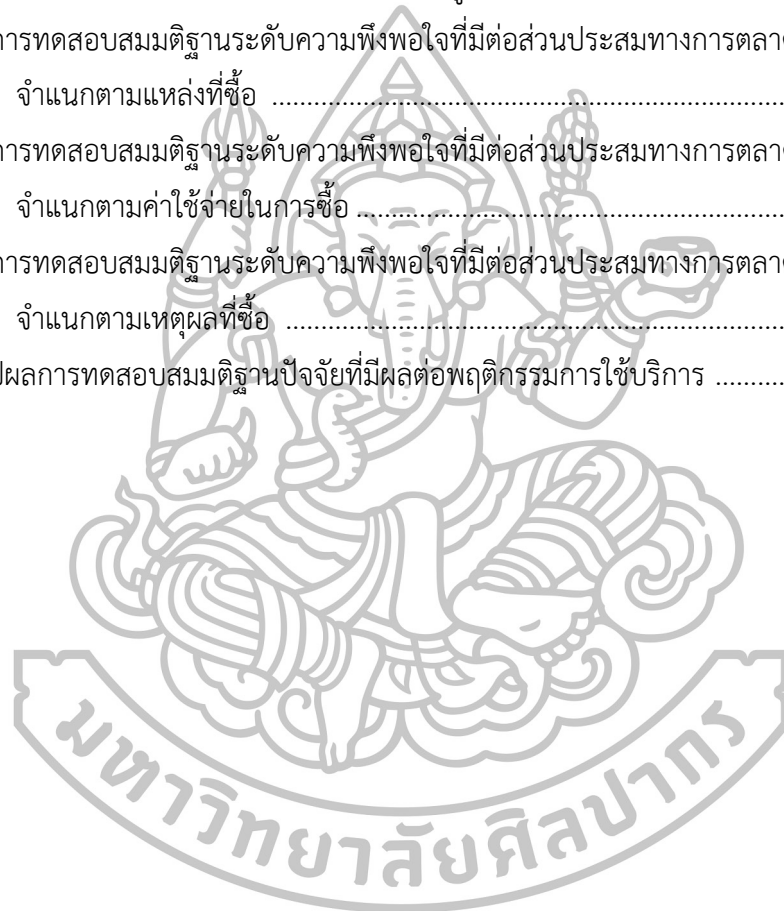 การทดสอบสมมติฐานระดับความพึงพอใจที่มีต่อส่วนประสมทางการตลาด
จำแนกตามแหล่งที่ซื้อ ................................................................
การทดสอบสมมติฐานระดับความพึงพอใจที่มีต่อส่วนประสมทางการตลาด
จำแนกตามค่าใช้จ่ายในการซื้อ ......................................................
การทดสอบสมมติฐานระดับความพึงพอใจที่มีต่อส่วนประสมทางการตลาด
จำแนกตามเหตุผลที่ซื้อ ..............................................................
ผลการทดสอบสมมติฐานปัจจัยที่มีผลต่อพฤติกรรมการใช้บริการ .........
มหาวิทยาลัยศิลปากร